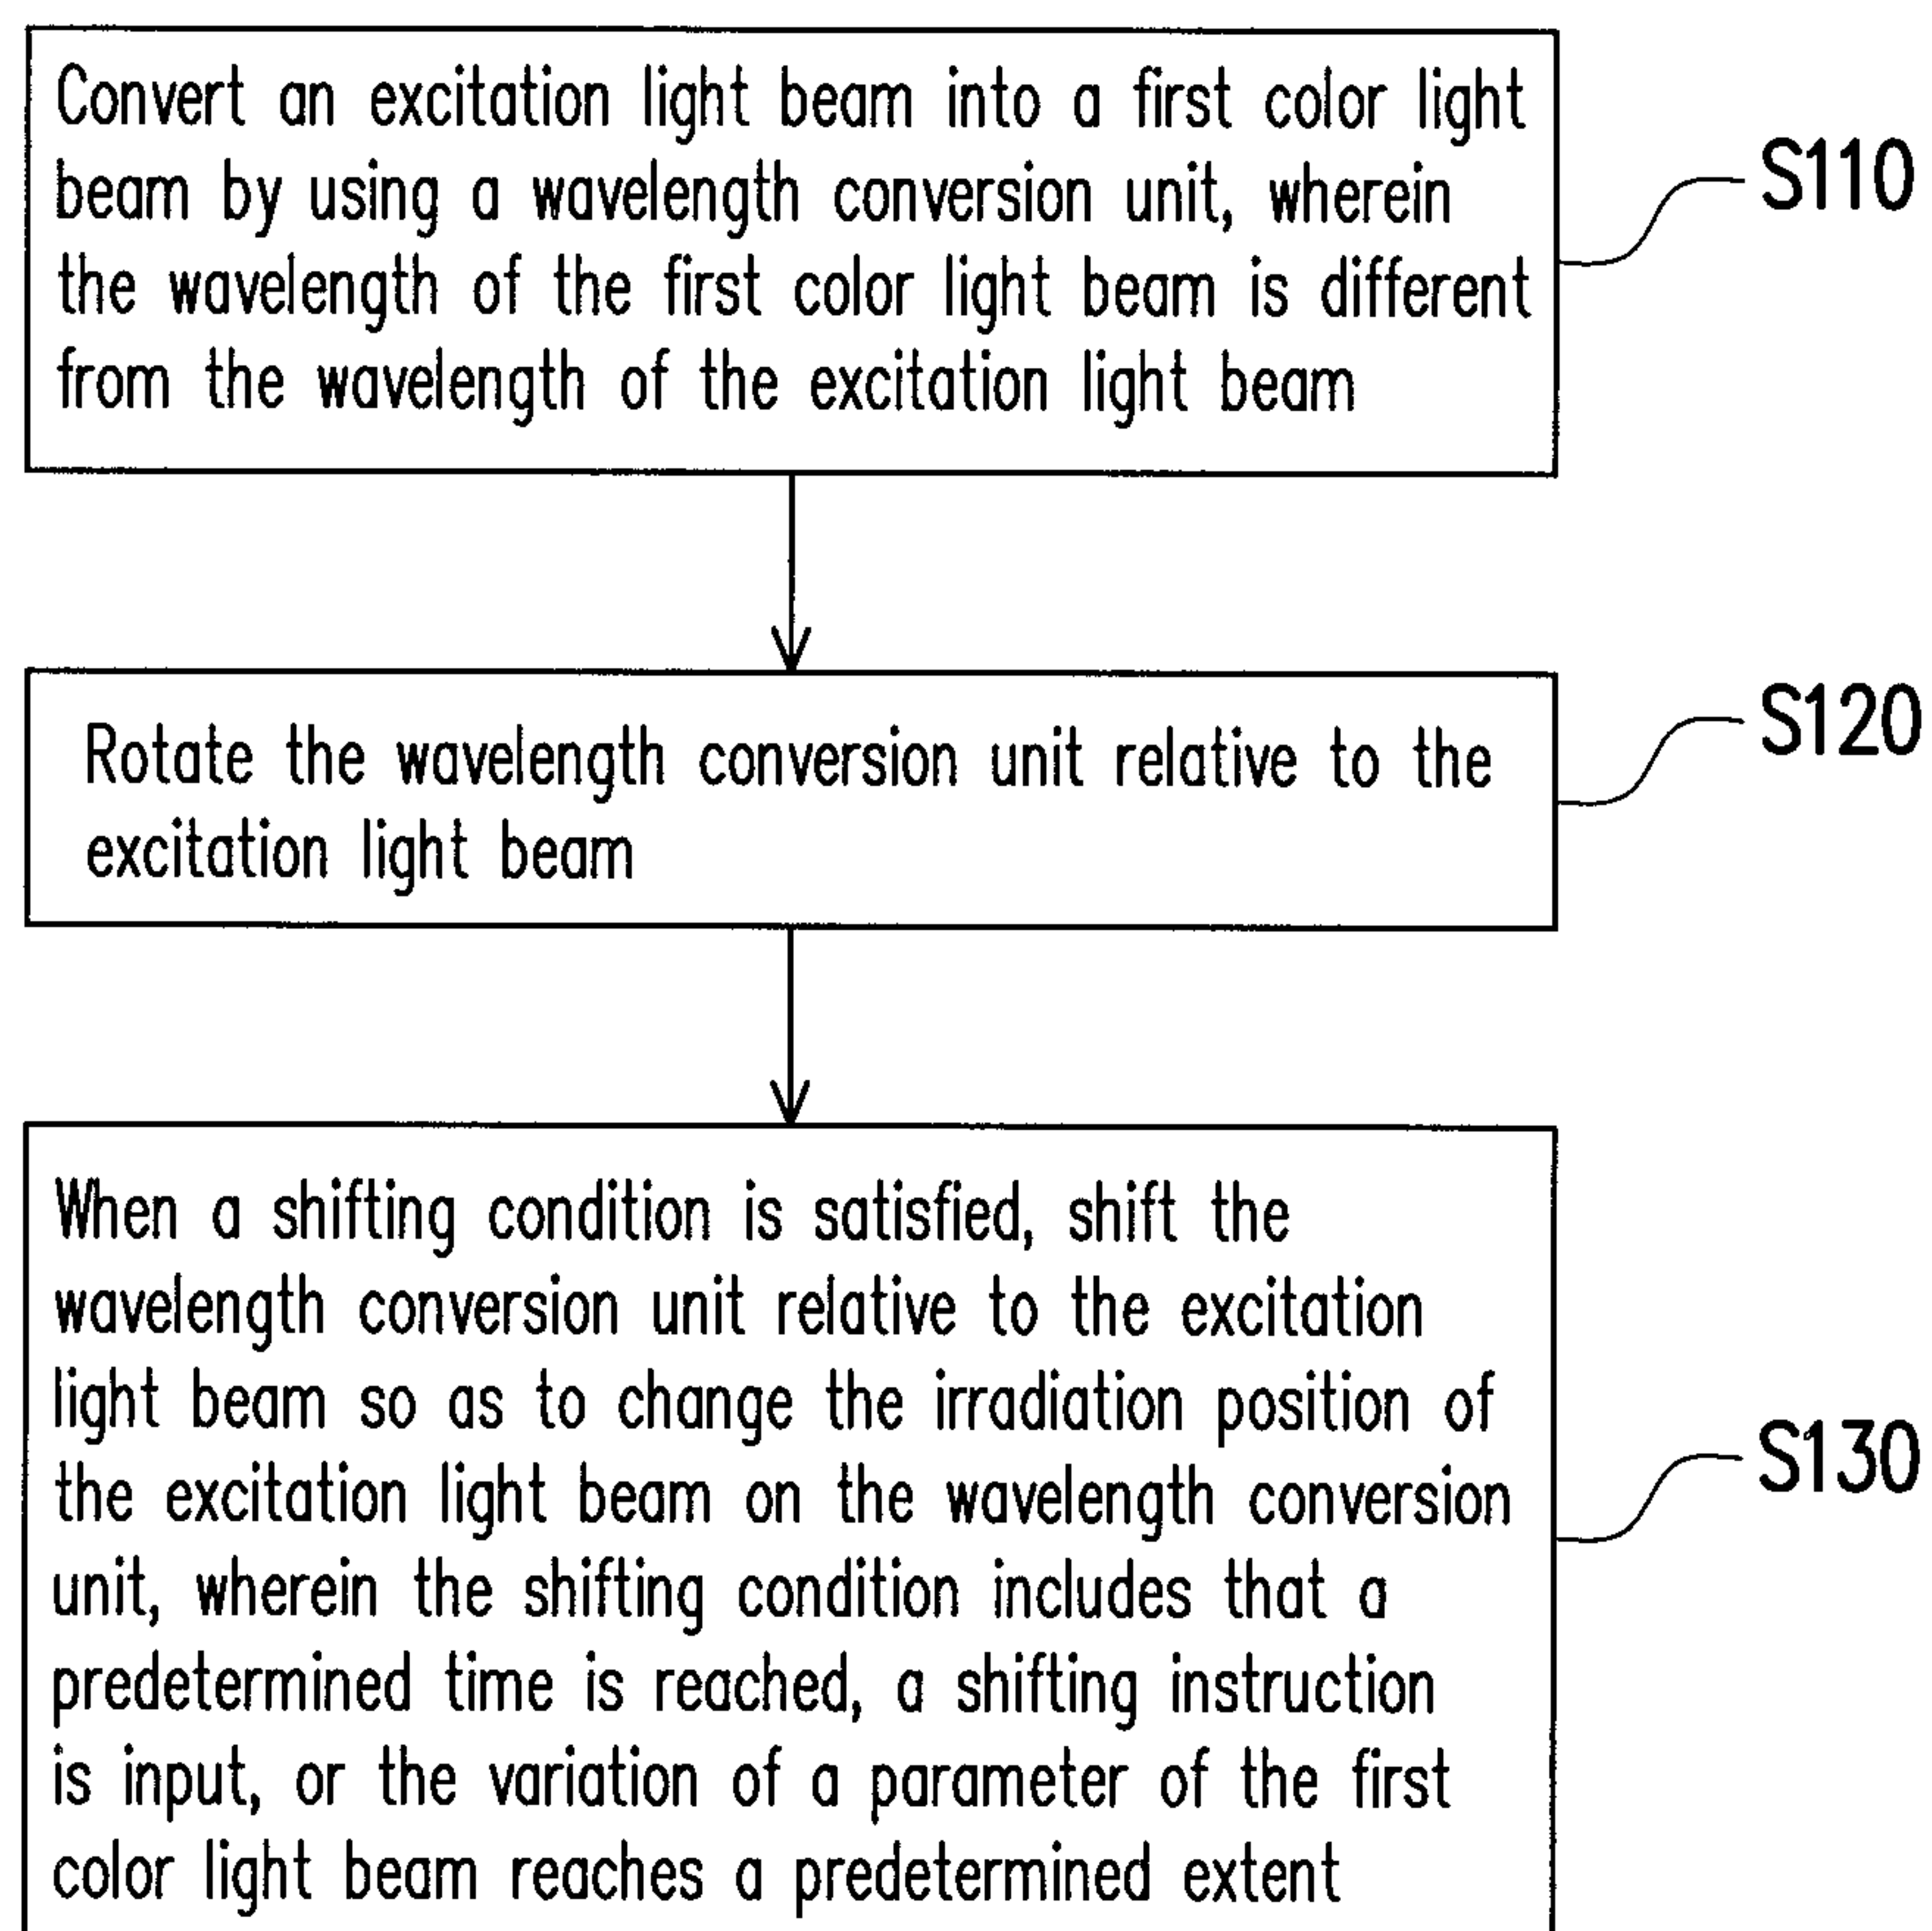 Convert an excitation light beam into a first color light
beam by using a wavelength conversion unit, wherein
the wavelength of the first color light beam is different
from the wavelength of the excitation light beam
S110
Rotate the wavelength conversion unit relative to the
excitation light beam
S120
When a shifting condition is satisfied, shift the
wavelength conversion unit relative to the excitation
light beam so as to change the irradiation position of
the excitation light beam on the wavelength conversion
unit, wherein the shifting condition includes that a
predetermined time is reached, a shifting instruction
is input, or the variation of a parameter of the first
color light beam reaches a predetermined extent
S130